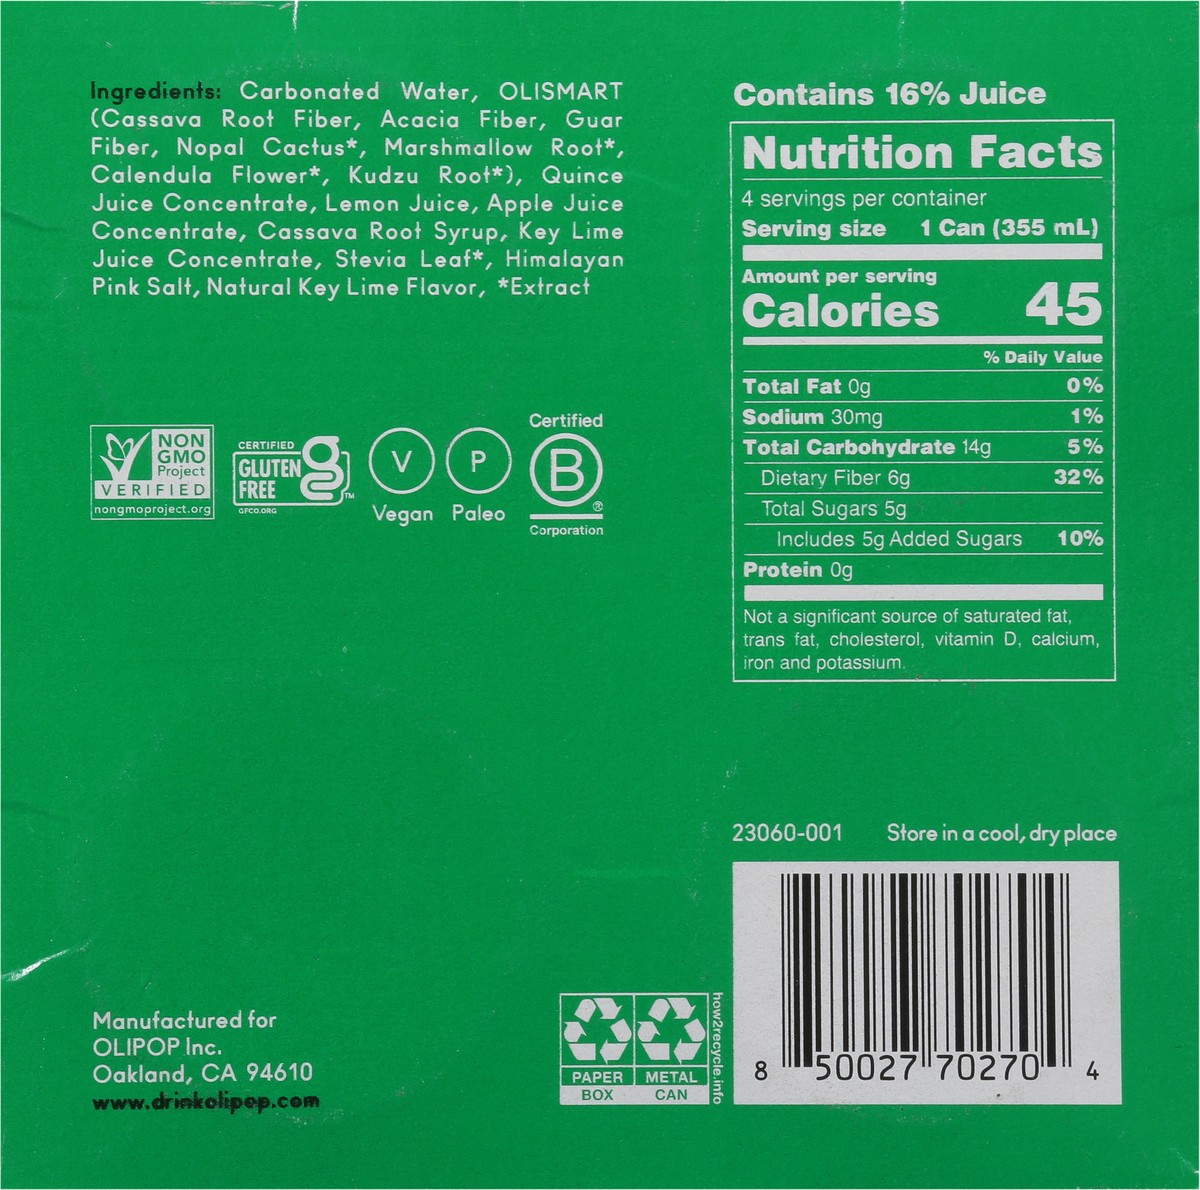 Ingredients: Carbonated Water, OLISMART
(Cassava Root Fiber, Acacia Fiber, Guar
Fiber, Nopal Cactus*, Marshmallow Root*,
Calendula Flower*, Kudzu Root*), Quince
Juice Concentrate, Lemon Juice, Apple Juice
Concentrate, Cassava Root Syrup, Key Lime
Juice Concentrate, Stevia Leaf*, Himalayan
Pink Salt, Natural Key Lime Flavor, *Extract
NON
GMO
Project
VERIFIED
nongmoproject.org
CERTIFIED
GLUTEN
FREE
g
TM
GFCO.ORG
V
Vegan
P
Paleo
Certified
B
®
Corporation
Contains 16% Juice
Nutrition Facts
4 servings per container
Serving size 1 Can (355 mL)
Amount per serving
Calories 45
% Daily Value
Total Fat 0g 0%
Sodium 30mg 1%
Total Carbohydrate 14g 5%
Dietary Fiber 6g 32%
Total Sugars 5g
Includes 5g Added Sugars 10%
Protein 0g
Not a significant source of saturated fat,
trans fat, cholesterol, vitamin D, calcium,
iron and potassium.
23060-001 Store in a cool, dry place
8 50027 70270 4
Manufactured for
OLIPOP Inc.
Oakland, CA 94610
www.drinkolipop.com
PAPER METAL
BOX CAN
how2recycle.info